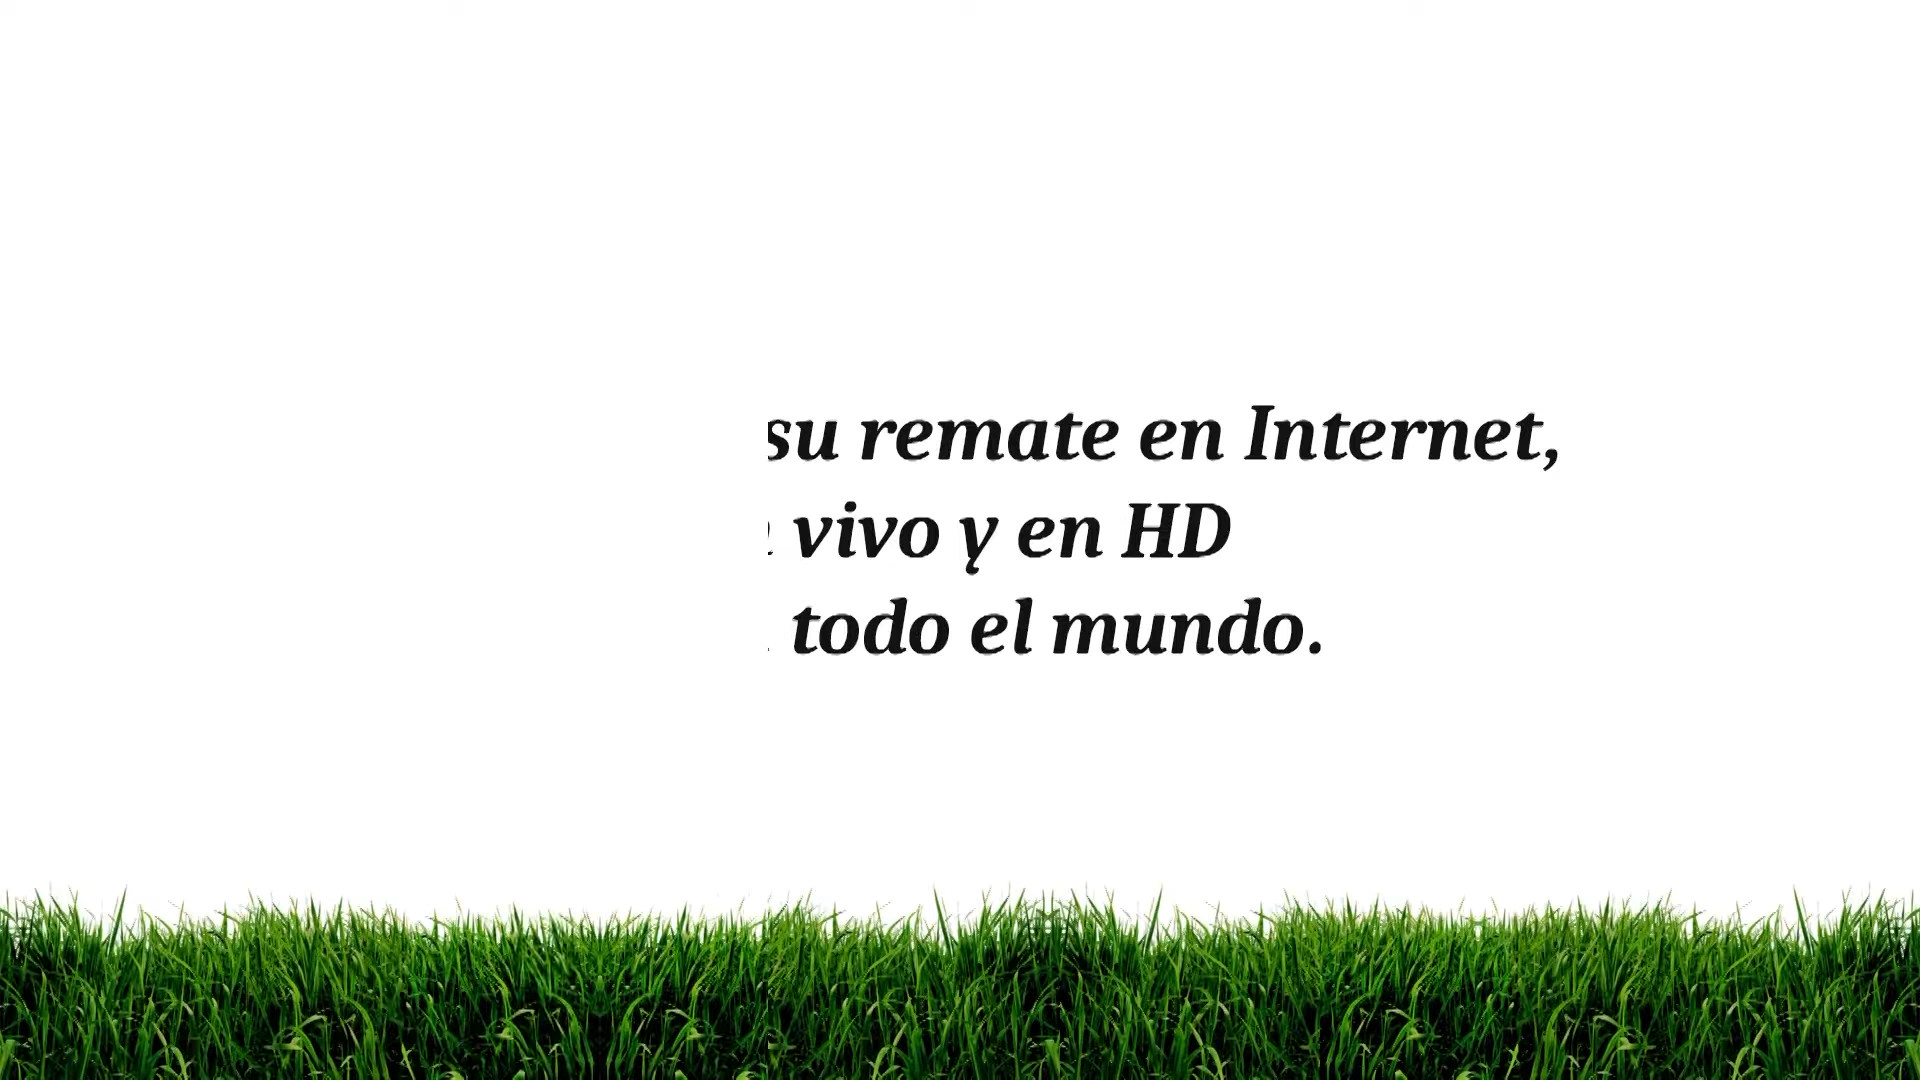 su remate en Internet,
vivo y en HD
todo el mundo.